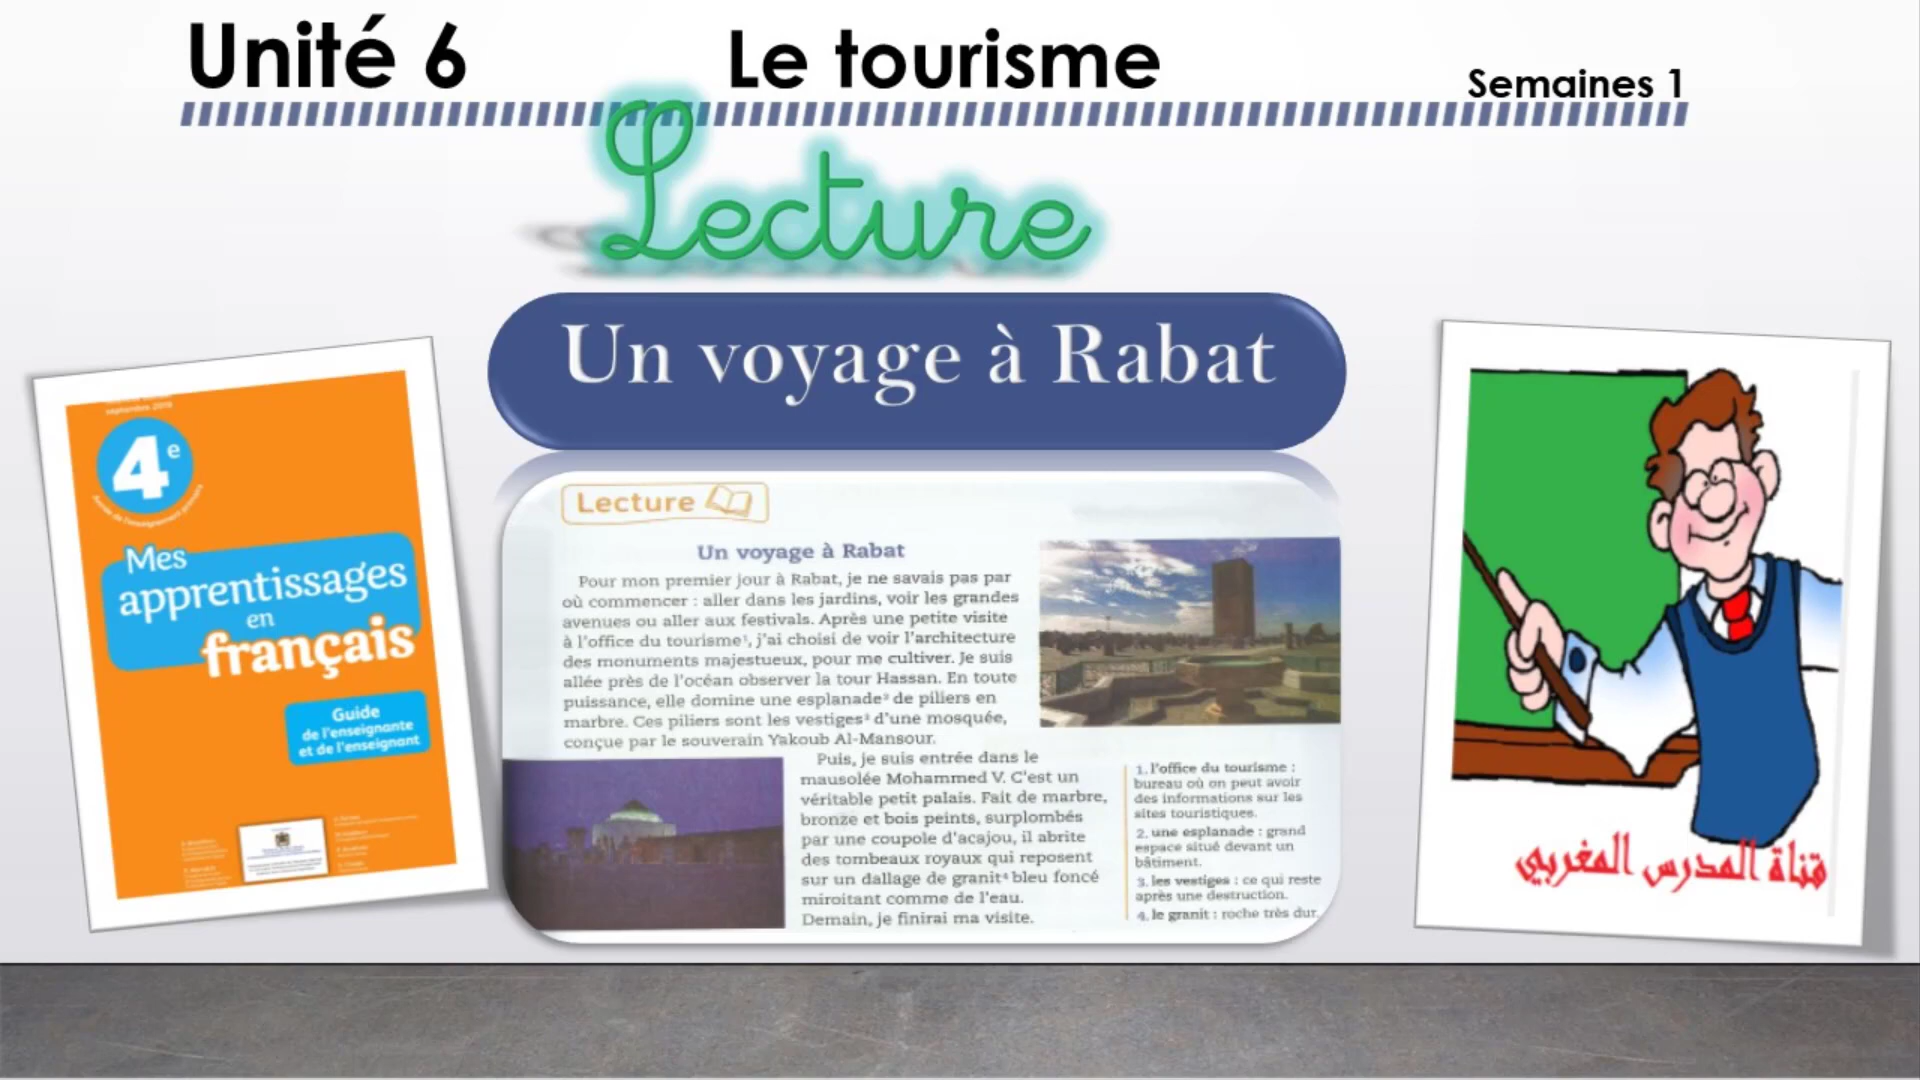 Unité 6
Le tourisme
Semaines 1
Lecture
Un voyage à Rabat
septembre 2019
4e
Mes
apprentissages
en
français
Guide
de l'enseignante
et de l'enseignant
Lecture
Un voyage à Rabat
Pour mon premier jour à Rabat, je ne savais pas par
où commencer : aller dans les jardins, voir les grandes
avenues ou aller aux festivals. Après une petite visite
à l'office du tourisme¹, j'ai choisi de voir l'architecture
des monuments majestueux, pour me cultiver. Je suis
allée près de l'océan observer la tour Hassan. En toute
puissance, elle domine une esplanade² de piliers en
marbre. Ces piliers sont les vestiges³ d'une mosquée,
conçue par le souverain Yakoub Al-Mansour.
Puis, je suis entrée dans le
mausolée Mohammed V. C'est un
véritable petit palais. Fait de marbre,
bronze et bois peints, surplombés
par une coupole d'acajou, il abrite
des tombeaux royaux qui reposent
sur un dallage de granit⁴ bleu foncé
miroitant comme de l'eau.
Demain, je finirai ma visite.
1. l'office du tourisme :
bureau où on peut avoir
des informations sur les
sites touristiques.
2. une esplanade : grand
espace situé devant un
bâtiment.
3. les vestiges : ce qui reste
après une destruction.
4. le granit : roche très dur.
قناة المدرس المغربي